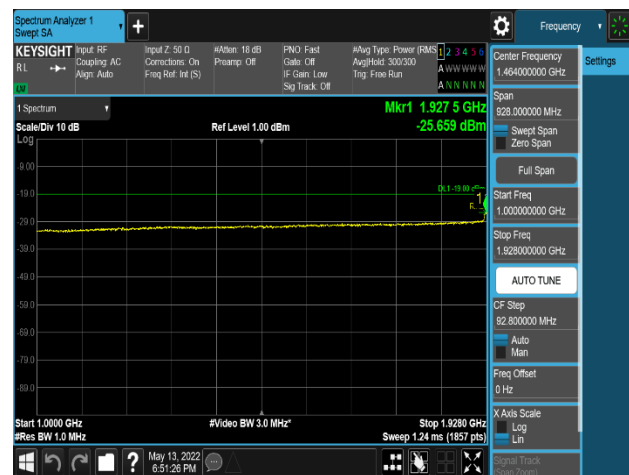 Spectrum Analyzer 1
Swept SA
Frequency
KEYSIGHT
RL
Input: RF
Coupling: AC
Align: Auto
Input Z: 50 Ω
Corrections: On
Freq Ref: Int (S)
#Atten: 18 dB
Preamp: Off
PNO: Fast
Gate: Off
IF Gain: Low
Sig Track: Off
#Avg Type: Power (RMS
Avg|Hold: 300/300
Trig: Free Run
1 2 3 4 5 6
A W W W W W
A N N N N N
1 Spectrum
Scale/Div 10 dB
Ref Level 1.00 dBm
Mkr1 1.927 5 GHz
-25.659 dBm
Log
DL1 -19.00 dBm
1
-9.00
-19.0
-29.0
-39.0
-49.0
-59.0
-69.0
-79.0
-89.0
Start 1.0000 GHz
#Res BW 1.0 MHz
#Video BW 3.0 MHz*
Stop 1.9280 GHz
Sweep 1.24 ms (1857 pts)
Center Frequency
1.464000000 GHz
Settings
Span
928.000000 MHz
Swept Span
Zero Span
Full Span
Start Freq
1.000000000 GHz
Stop Freq
1.928000000 GHz
AUTO TUNE
CF Step
92.800000 MHz
Auto
Man
Freq Offset
0 Hz
X Axis Scale
Log
Lin
Signal Track
(Span Zoom)
?
May 13, 2022
6:51:26 PM